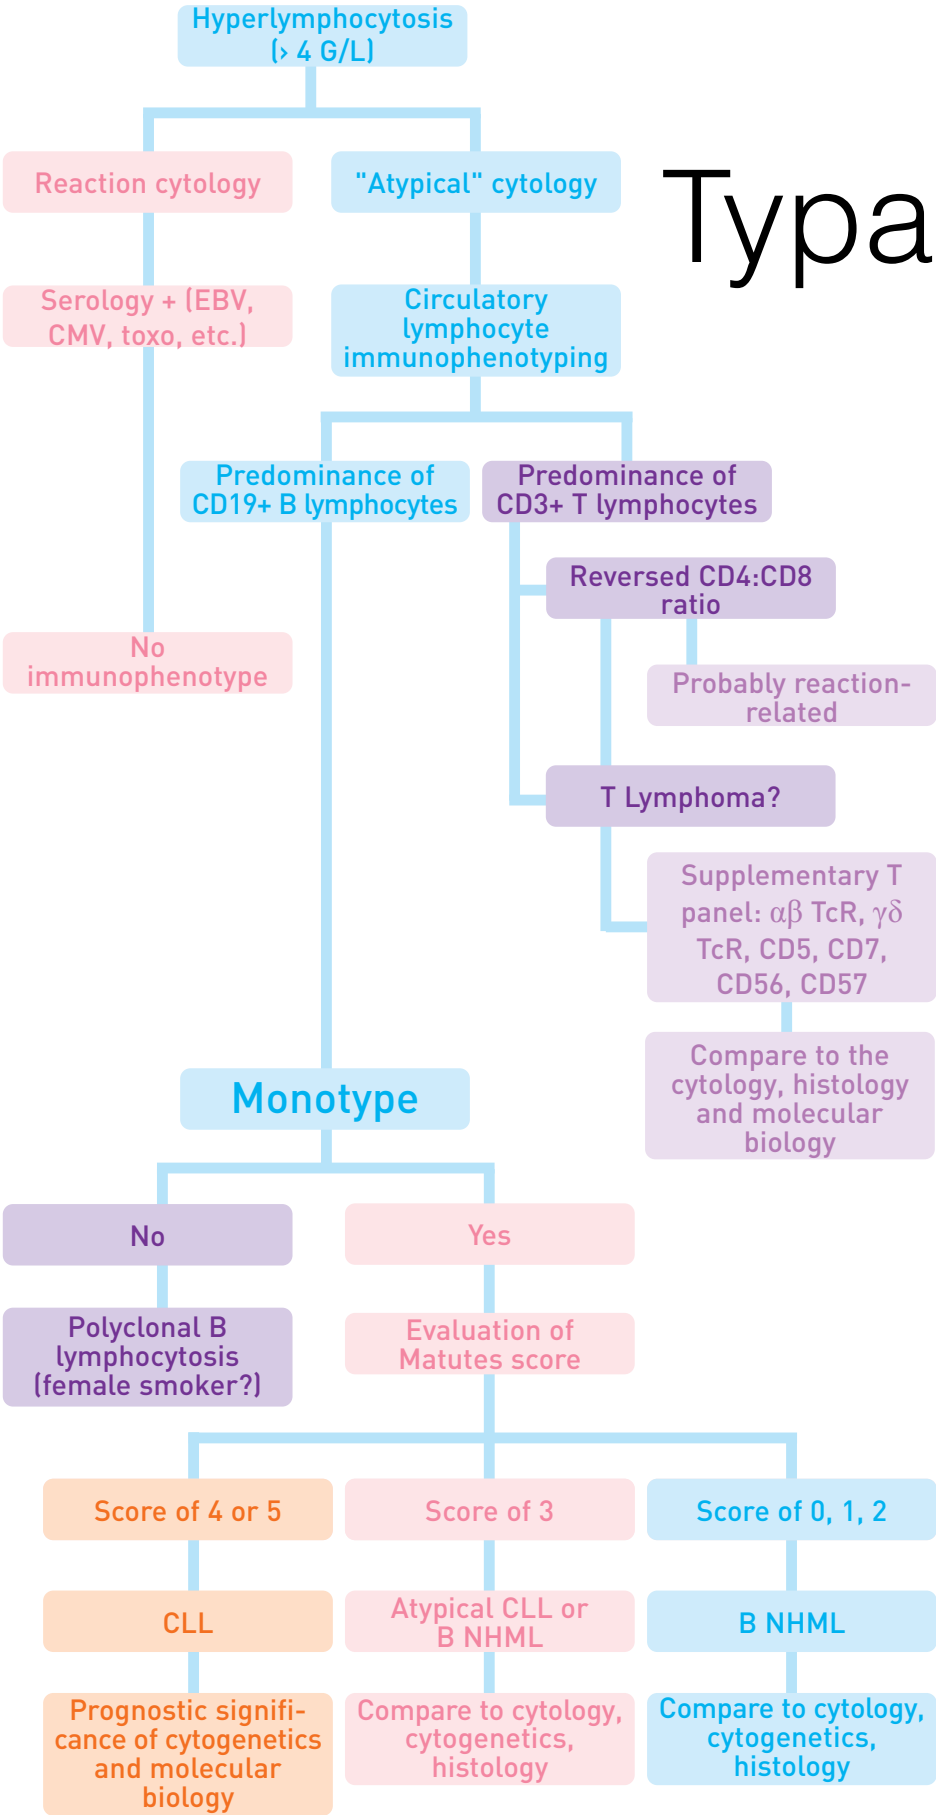 Hyperlymphocytosis
(› 4 G/L)
Reaction cytology
"Atypical" cytology
Typa
Serology + (EBV,
CMV, toxo, etc.)
Circulatory
lymphocyte
immunophenotyping
Predominance of
CD19+ B lymphocytes
Predominance of
CD3+ T lymphocytes
Reversed CD4:CD8
ratio
No
immunophenotype
Probably reaction-
related
T Lymphoma?
Supplementary T
panel: αβ TcR, γδ
TcR, CD5, CD7,
CD56, CD57
Compare to the
cytology, histology
and molecular
biology
Monotype
No
Yes
Polyclonal B
lymphocytosis
(female smoker?)
Evaluation of
Matutes score
Score of 4 or 5
Score of 3
Score of 0, 1, 2
CLL
Atypical CLL or
B NHML
B NHML
Prognostic signifi-
cance of cytogenetics
and molecular
biology
Compare to cytology,
cytogenetics,
histology
Compare to cytology,
cytogenetics,
histology